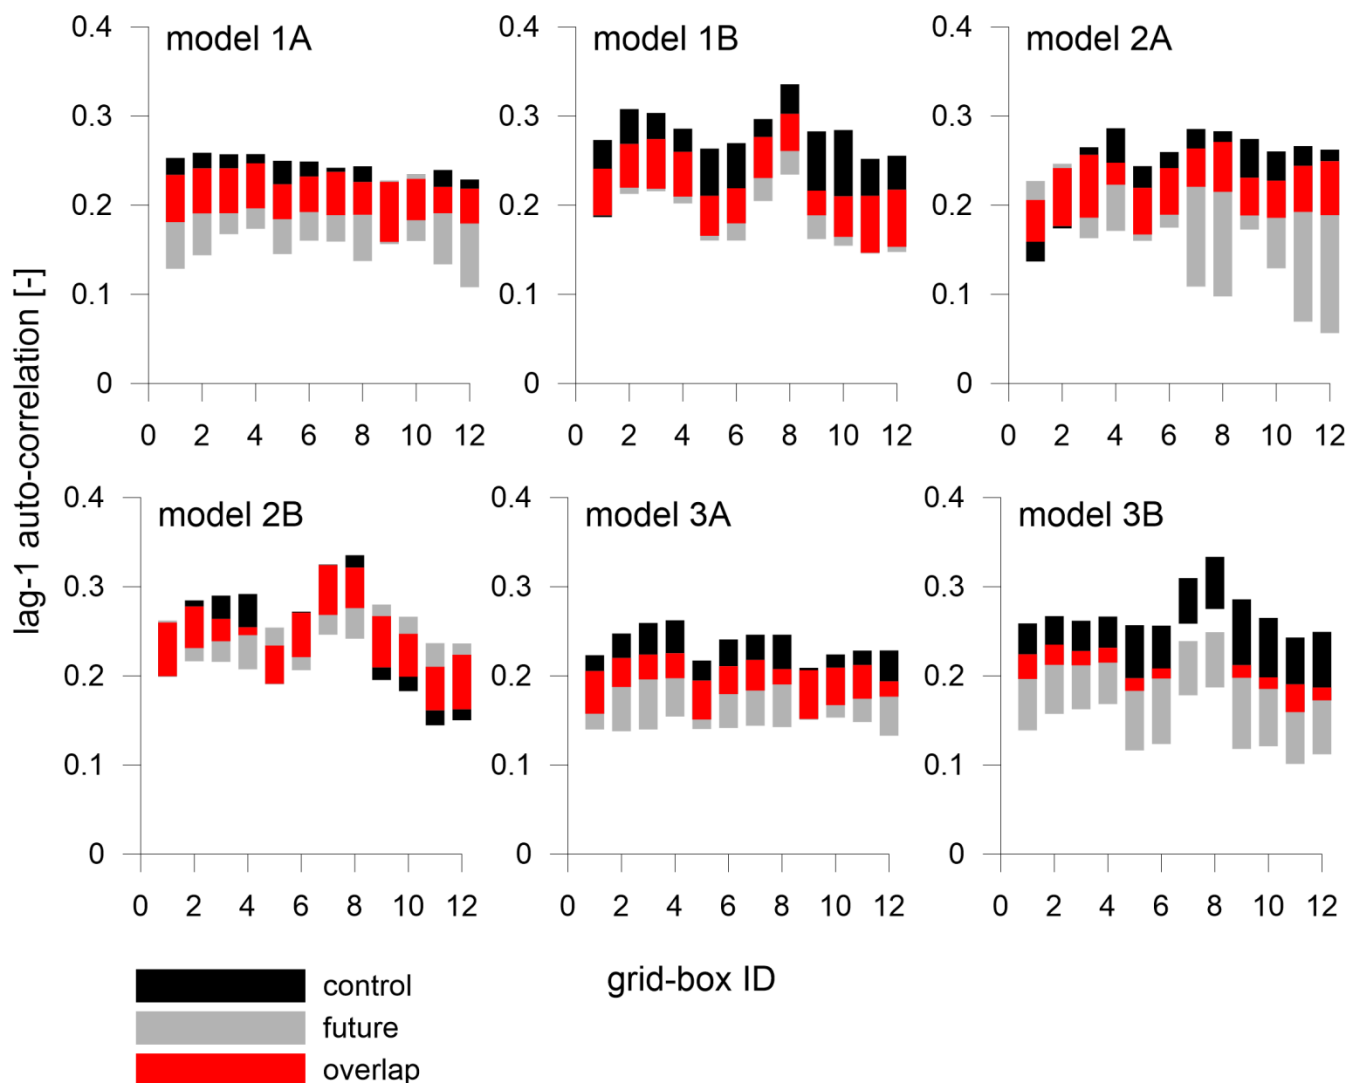 model 1A
0.4
0.3
0.2
0.1
0
0 2 4 6 8 10 12
model 1B
0.4
0.3
0.2
0.1
0
0 2 4 6 8 10 12
model 2A
0.4
0.3
0.2
0.1
0
0 2 4 6 8 10 12
lag-1 auto-correlation [-]
model 2B
0.4
0.3
0.2
0.1
0
0 2 4 6 8 10 12
model 3A
0.4
0.3
0.2
0.1
0
0 2 4 6 8 10 12
model 3B
0.4
0.3
0.2
0.1
0
0 2 4 6 8 10 12
grid-box ID
control
future
overlap